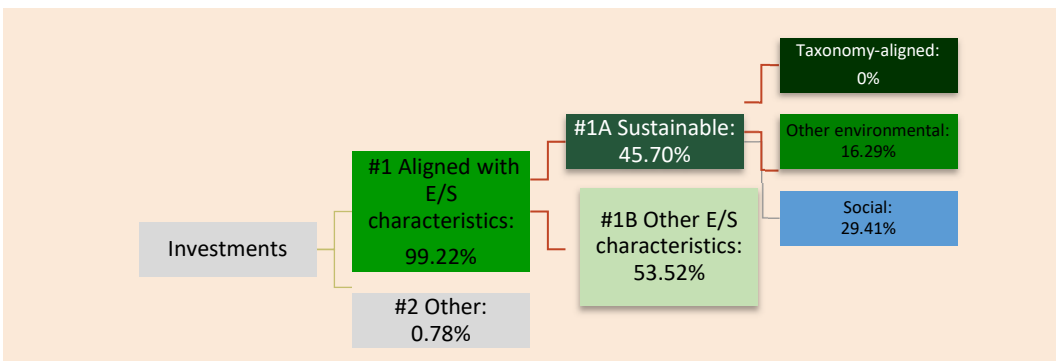 Investments
#1 Aligned with
E/S
characteristics:
99.22%
#2 Other:
0.78%
#1A Sustainable:
45.70%
#1B Other E/S
characteristics:
53.52%
Taxonomy-aligned:
0%
Other environmental:
16.29%
Social:
29.41%